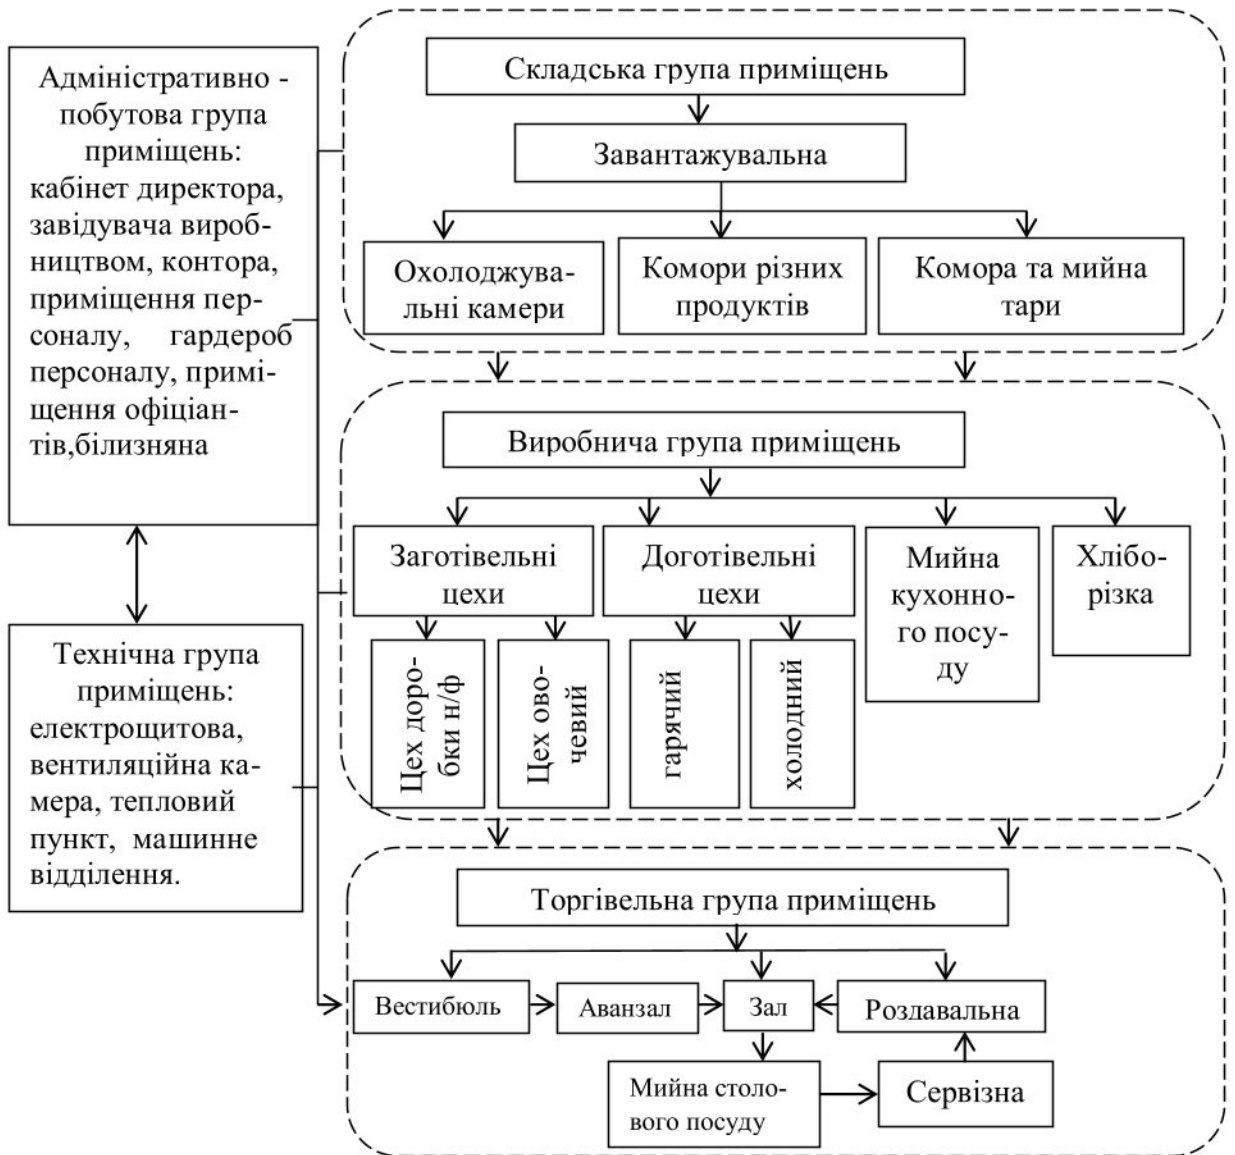 Адміністративно -
побутова група
приміщень:
кабінет директора,
завідувача вироб-
ництвом, контора,
приміщення пер-
соналу, гардероб
персоналу, примі-
щення офіціан-
тів,білизняна
Технічна група
приміщень:
електрощитова,
вентиляційна ка-
мера, тепловий
пункт, машинне
відділення.
Складська група приміщень
Завантажувальна
Охолоджува-
льні камери
Комори різних
продуктів
Комора та мийна
тари
Виробнича група приміщень
Заготівельні
цехи
Доготівельні
цехи
Мийна
кухонно-
го посу-
ду
Хлібо-
різка
Цех доро-
бки н/ф
Цех ово-
чевий
гарячий
холодний
Торгівельна група приміщень
Вестибюль
Аванзал
Зал
Роздавальна
Мийна столо-
вого посуду
Сервізна